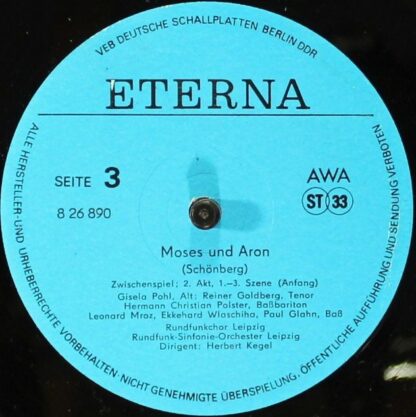 VEB DEUTSCHE SCHALLPLATTEN BERLIN DDR
ETERNA
SEITE 3
AWA
8 26 890
ST 33
Moses und Aron
(Schönberg)
Zwischenspiel; 2. Akt, 1.–3. Szene (Anfang)
Gisela Pohl, Alt; Reiner Goldberg, Tenor
Hermann Christian Polster, Baßbariton
Leonard Mroz, Ekkehard Wlaschiha, Paul Glahn, Baß
Rundfunkchor Leipzig
Rundfunk-Sinfonie-Orchester Leipzig
Dirigent: Herbert Kegel
ALLE HERSTELLER- UND URHEBERRECHTE VORBEHALTEN. NICHT GENEHMIGTE ÜBERSPIELUNG, ÖFFENTLICHE AUFFÜHRUNG UND SENDUNG VERBOTEN